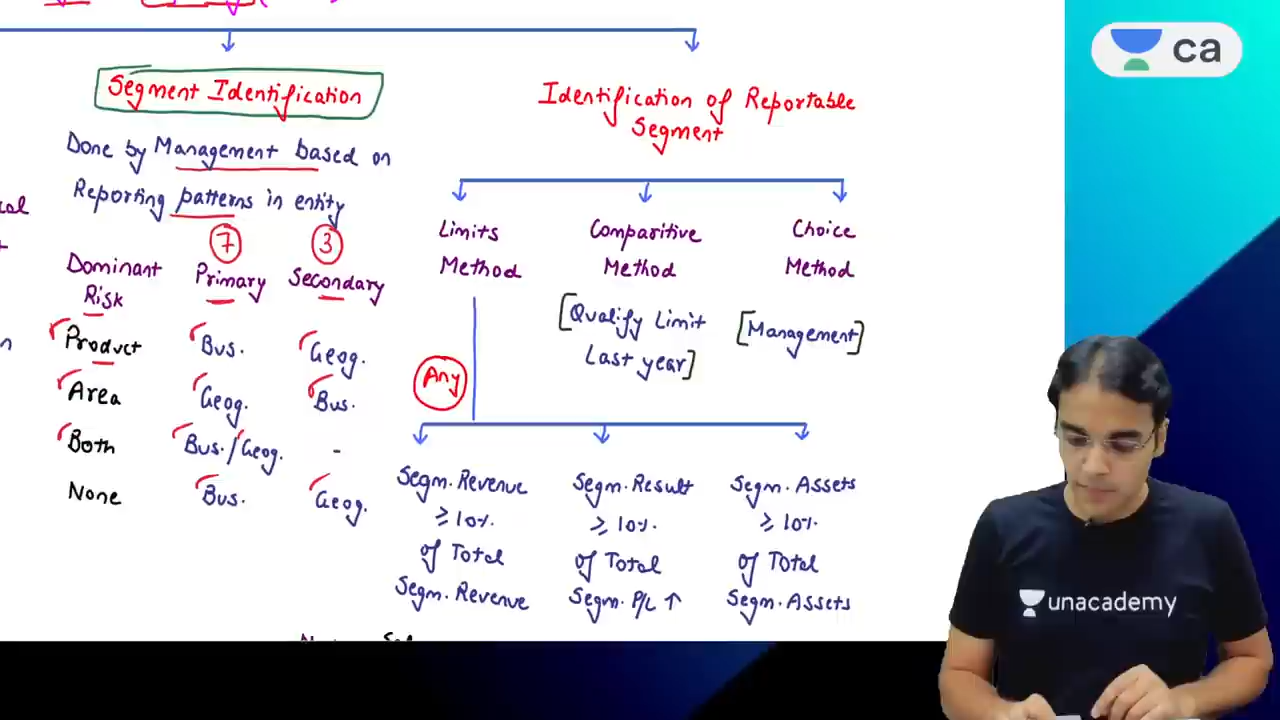 ca
Segment Identification
Done by Management based on
Reporting patterns in entity
7 3
Dominant Primary Secondary
Risk
Product Bus. Geog.
Area Geog. Bus.
Both Bus./Geog. -
None Bus. Geog.
Identification of Reportable
Segment
Limits Comparitive Choice
Method Method Method
[Qualify Limit [Management]
Last year]
Any
Segm. Revenue Segm. Result Segm. Assets
≥ 10% ≥ 10% ≥ 10%
of Total of Total of Total
Segm. Revenue Segm. P/L ↑ Segm. Assets
unacademy